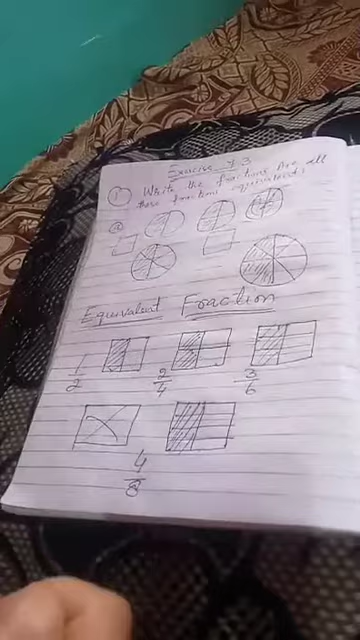 Exercise 7.3
① Write the fractions. Are all
these fractions equivalent?
ⓐ
Equivalent Fraction
1/2 2/4 3/6
4/8